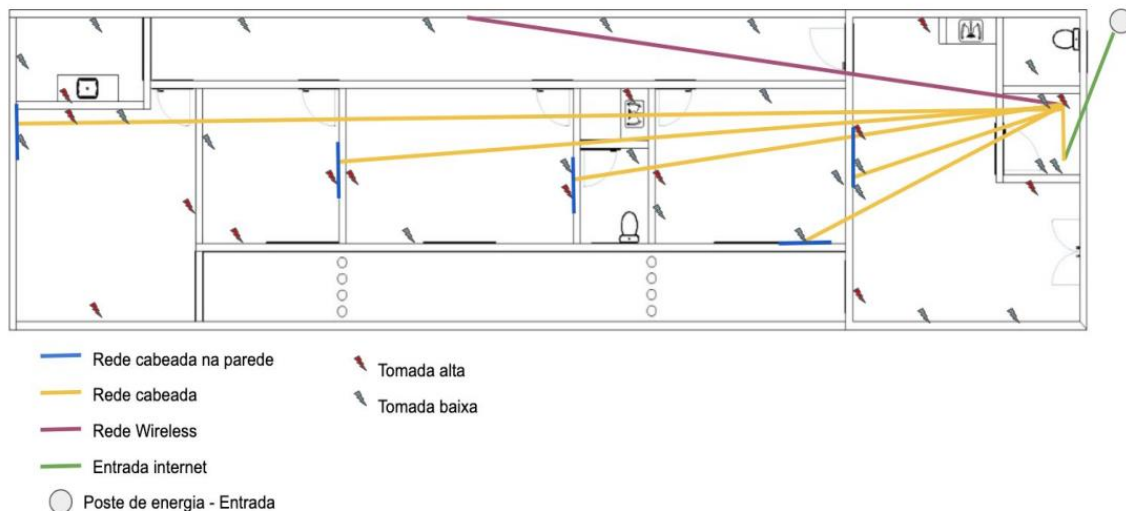 Rede cabeada na parede
Rede cabeada
Rede Wireless
Entrada internet
Poste de energia - Entrada
Tomada alta
Tomada baixa